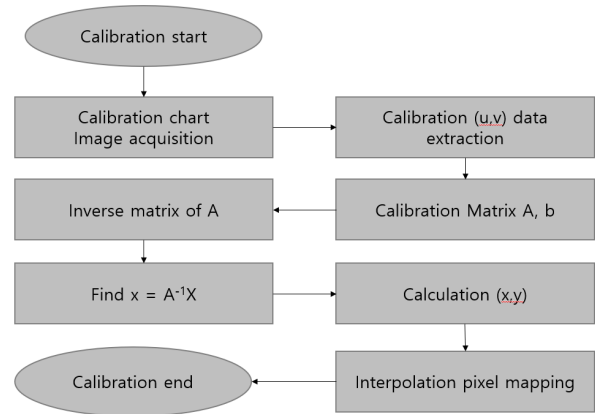 Calibration start
Calibration chart
Image acquisition
Calibration (u,v) data
extraction
Calibration Matrix A, b
Inverse matrix of A
Find x = A⁻¹X
Calculation (x,y)
Interpolation pixel mapping
Calibration end